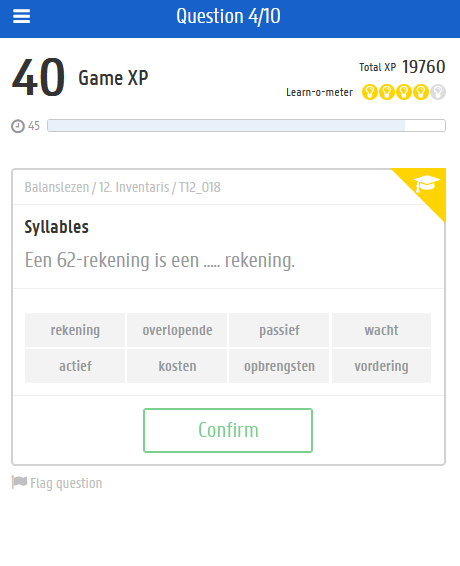 Question 4/10
40 Game XP
Total XP 19760
Learn-o-meter
45
Balanslezen / 12. Inventaris / T12_018
Syllables
Een 62-rekening is een ..... rekening.
rekening overlopende passief wacht
actief kosten opbrengsten vordering
Confirm
Flag question